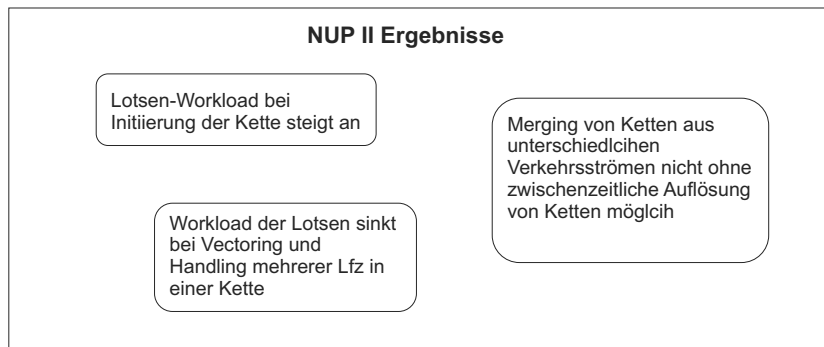 NUP II Ergebnisse
Lotsen-Workload bei
Initiierung der Kette steigt an
Merging von Ketten aus
unterschiedlcihen
Verkehrsströmen nicht ohne
zwischenzeitliche Auflösung
von Ketten möglcih
Workload der Lotsen sinkt
bei Vectoring und
Handling mehrerer Lfz in
einer Kette